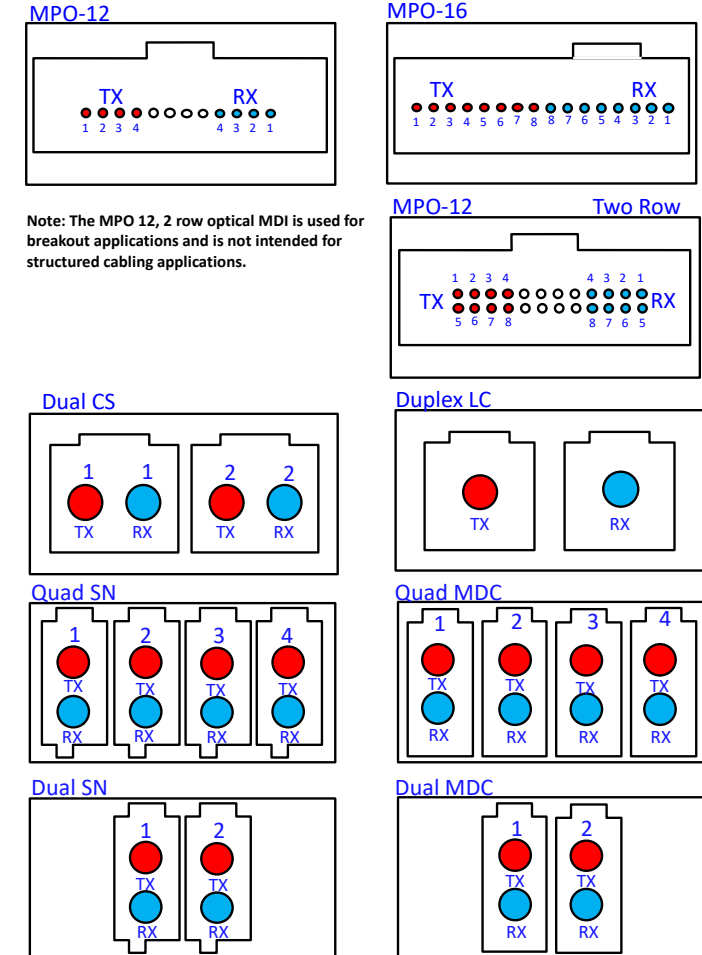 MPO-12
TX RX
1 2 3 4 4 3 2 1
MPO-16
TX RX
1 2 3 4 5 6 7 8 8 7 6 5 4 3 2 1
Note: The MPO 12, 2 row optical MDI is used for
breakout applications and is not intended for
structured cabling applications.
MPO-12 Two Row
1 2 3 4 4 3 2 1
TX RX
5 6 7 8 8 7 6 5
Dual CS
1 1 2 2
TX RX TX RX
Duplex LC
TX RX
Quad SN
1 2 3 4
TX TX TX TX
RX RX RX RX
Quad MDC
1 2 3 4
TX TX TX TX
RX RX RX RX
Dual SN
1 2
TX TX
RX RX
Dual MDC
1 2
TX TX
RX RX